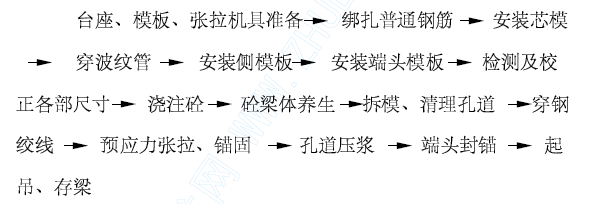 台座、模板、张拉机具准备→ 绑扎普通钢筋→ 安装芯模
→ 穿波纹管→ 安装侧模板→ 安装端头模板→ 检测及校
正各部尺寸→ 浇注砼→ 砼梁体养生→拆模、清理孔道 →穿钢
绞线→ 预应力张拉、锚固 → 孔道压浆 → 端头封锚 → 起
吊、存梁